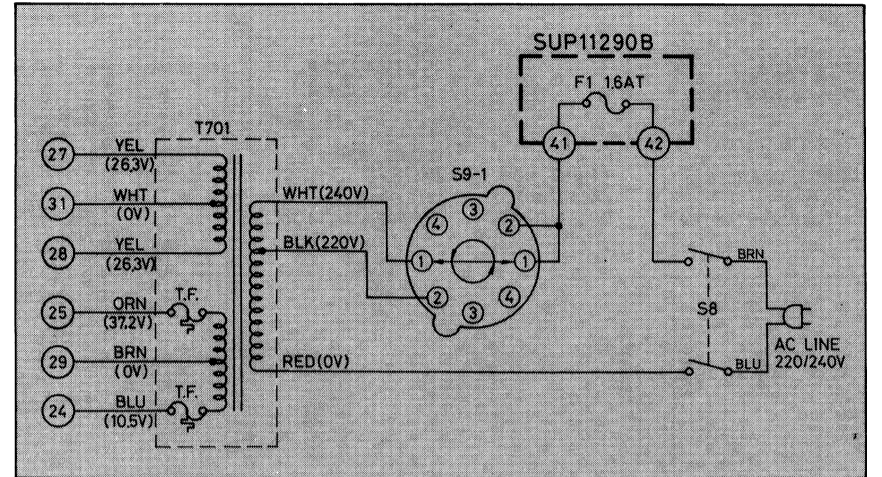 SUP11290B
F1 1.6AT
41
42
T701
27
YEL
(26,3V)
31
WHT
(0V)
28
YEL
(26,3V)
25
ORN
(37.2V)
T.F.
29
BRN
(0V)
24
BLU
(10.5V)
T.F.
WHT(240V)
BLK(220V)
RED(0V)
S9-1
3
4
2
1
1
2
4
3
BRN
S8
BLU
AC LINE
220/240V